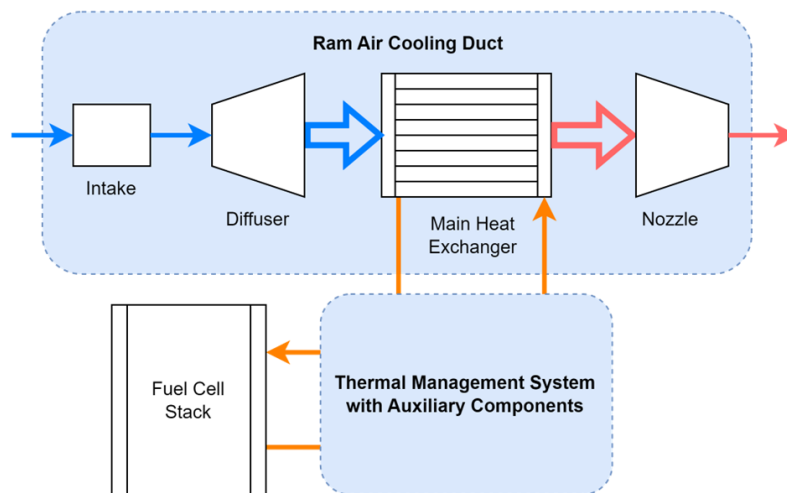 Ram Air Cooling Duct
Intake
Diffuser
Main Heat
Exchanger
Nozzle
Fuel Cell
Stack
Thermal Management System
with Auxiliary Components